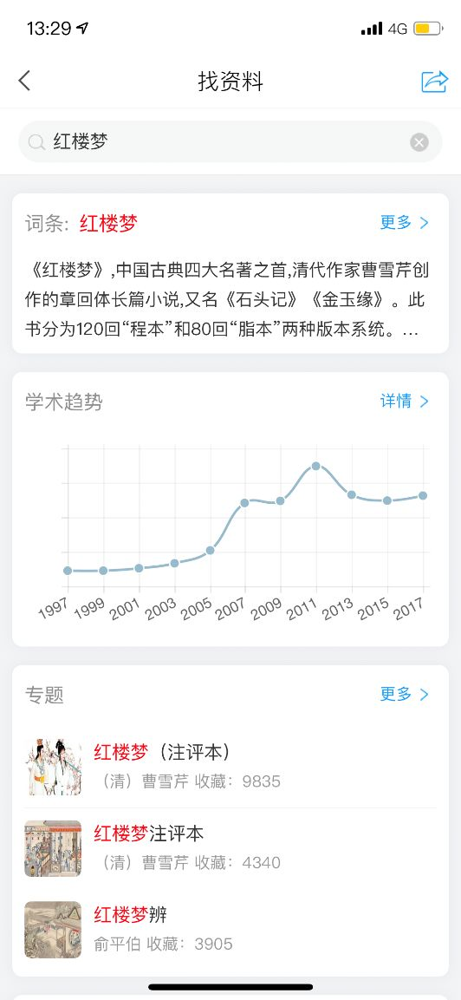 13:29
4G
找资料
红楼梦
词条: 红楼梦
更多
《红楼梦》,中国古典四大名著之首,清代作家曹雪芹创
作的章回体长篇小说,又名《石头记》《金玉缘》。此
书分为120回“程本”和80回“脂本”两种版本系统。...
学术趋势
详情
1997 1999 2001 2003 2005 2007 2009 2011 2013 2015 2017
专题
更多
红楼梦（注评本）
（清）曹雪芹 收藏：9835
红楼梦注评本
（清）曹雪芹 收藏：4340
红楼梦辨
俞平伯 收藏：3905